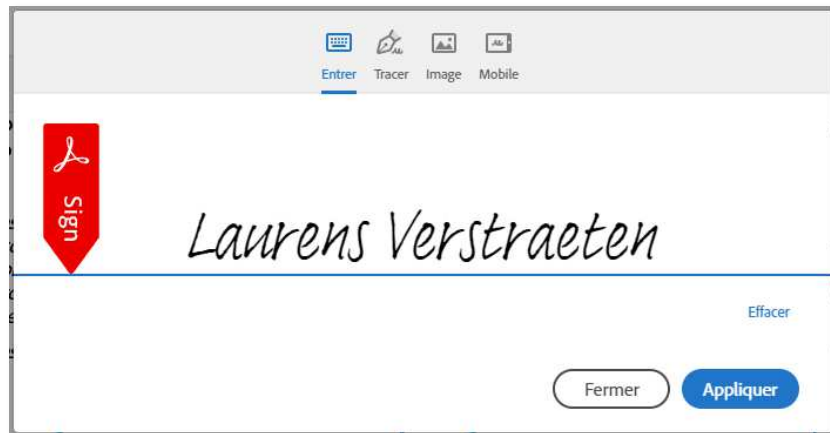 Entrer Tracer Image Mobile
Sign
Laurens Verstraeten
Effacer
Fermer Appliquer